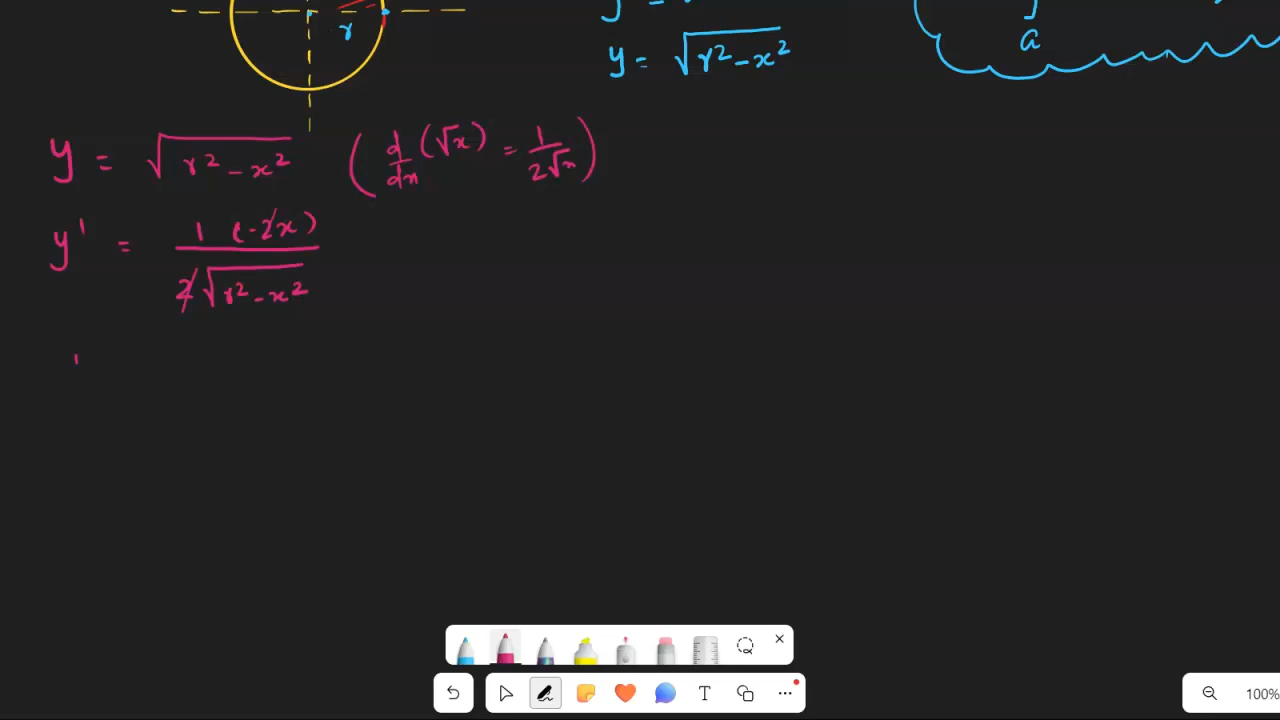 r
y = √(r² - x²)
a
y = √(r² - x²) (d/dx (√x) = 1/(2√x))
y' = 1 (-2x) / 2√(r² - x²)
T
100%